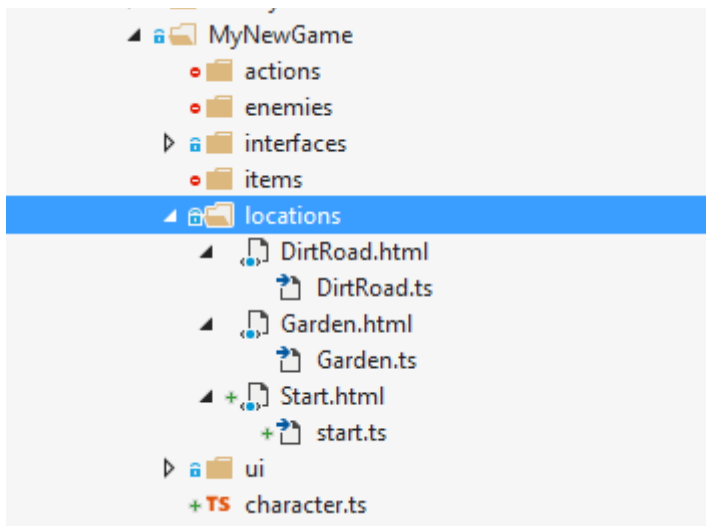 MyNewGame
actions
enemies
interfaces
items
locations
DirtRoad.html
DirtRoad.ts
Garden.html
Garden.ts
Start.html
start.ts
ui
TS character.ts